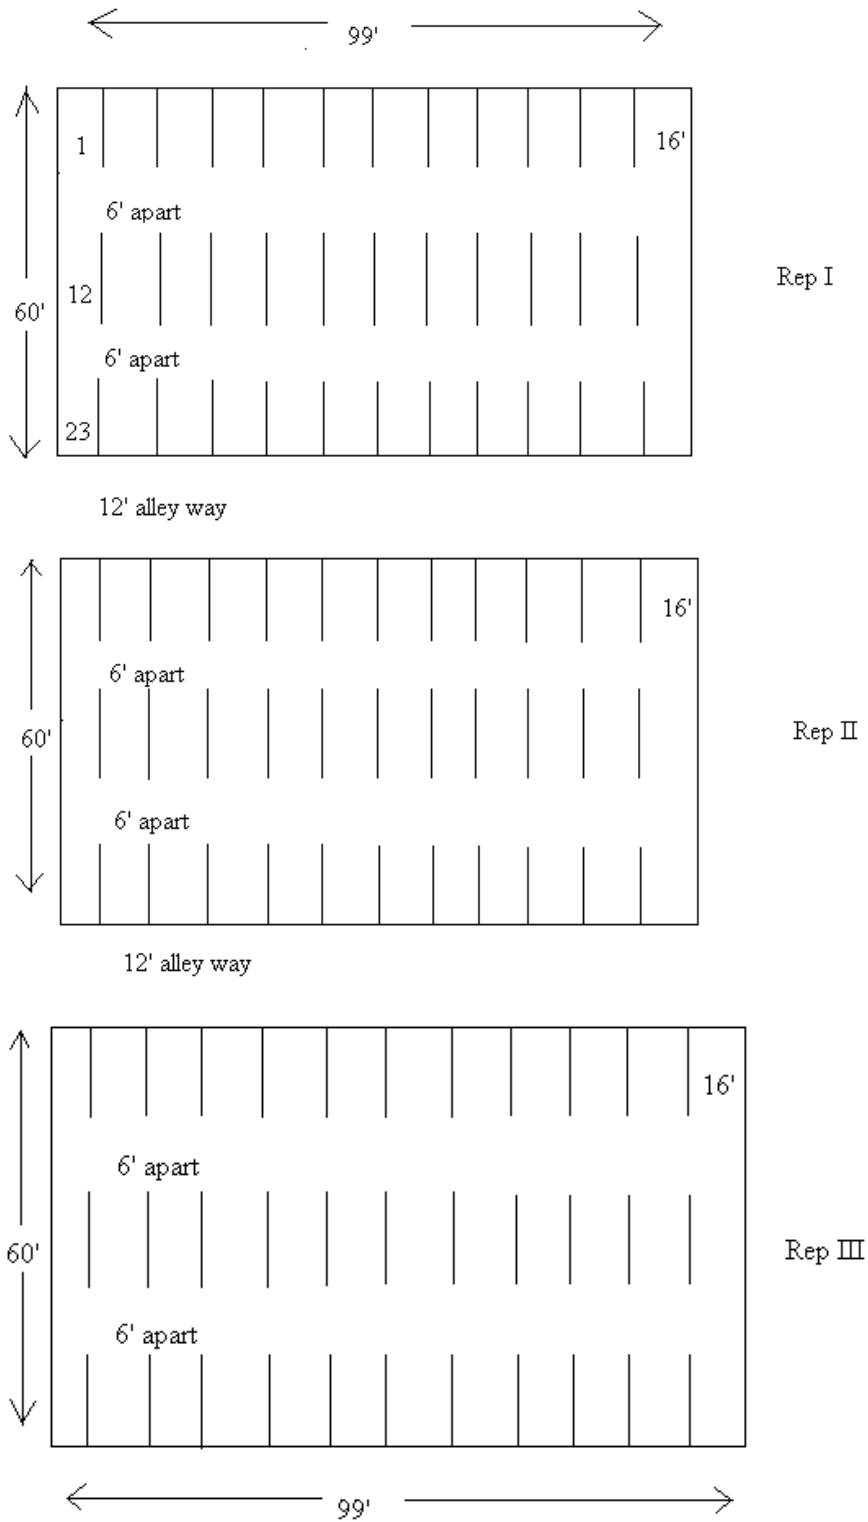 99'
1
16'
6' apart
Rep I
12
60'
6' apart
23
12' alley way
16'
6' apart
Rep II
60'
6' apart
12' alley way
16'
6' apart
Rep III
60'
6' apart
99'